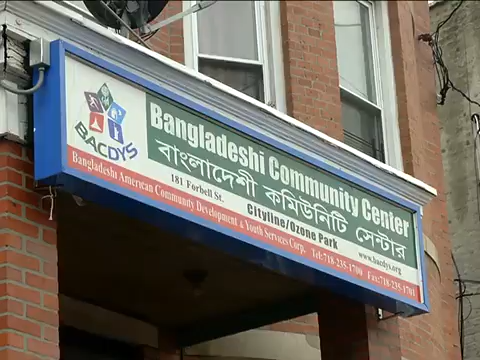 BACDYS
Bangladeshi Community Center
বাংলাদেশী কমিউনিটি সেন্টার
181 Forbell St. Cityline/Ozone Park www.bacdys.org
Bangladeshi American Community Development & Youth Services Corp. Tel:718-235-1700 Fax:718-235-1701